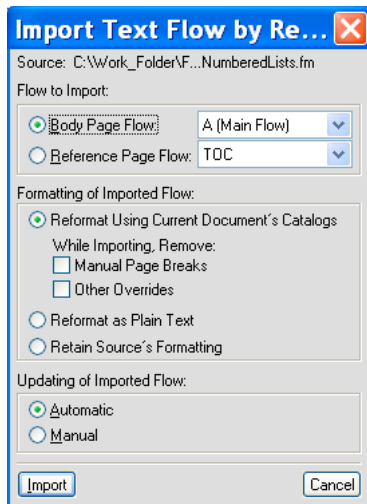 Import Text Flow by Re...
Source: C:\Work_Folder\F...NumberedLists.fm
Flow to Import:
Body Page Flow: A (Main Flow)
Reference Page Flow: TOC
Formatting of Imported Flow:
Reformat Using Current Document's Catalogs
While Importing, Remove:
Manual Page Breaks
Other Overrides
Reformat as Plain Text
Retain Source's Formatting
Updating of Imported Flow:
Automatic
Manual
Import Cancel